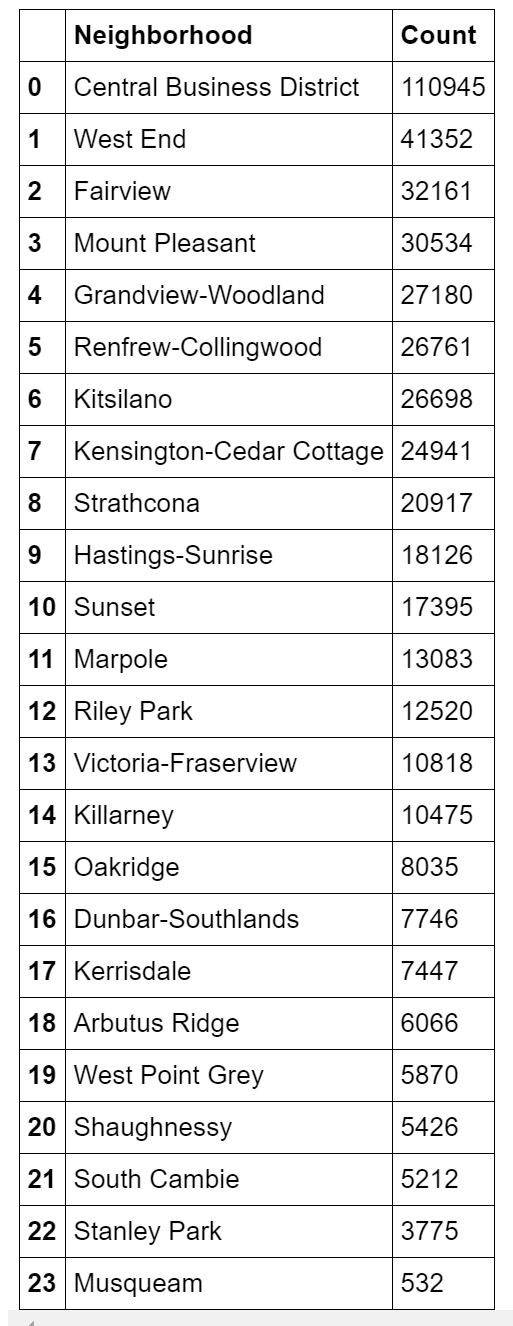 Neighborhood Count
0 Central Business District 110945
1 West End 41352
2 Fairview 32161
3 Mount Pleasant 30534
4 Grandview-Woodland 27180
5 Renfrew-Collingwood 26761
6 Kitsilano 26698
7 Kensington-Cedar Cottage 24941
8 Strathcona 20917
9 Hastings-Sunrise 18126
10 Sunset 17395
11 Marpole 13083
12 Riley Park 12520
13 Victoria-Fraserview 10818
14 Killarney 10475
15 Oakridge 8035
16 Dunbar-Southlands 7746
17 Kerrisdale 7447
18 Arbutus Ridge 6066
19 West Point Grey 5870
20 Shaughnessy 5426
21 South Cambie 5212
22 Stanley Park 3775
23 Musqueam 532